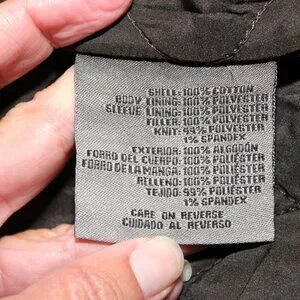 SHELL: 100% COTTON
BODY LINING: 100% POLYESTER
SLEEVE LINING: 100% POLYESTER
FILLER: 100% POLYESTER
KNIT: 99% POLYESTER
1% SPANDEX
EXTERIOR: 100% ALGODÓN
FORRO DEL CUERPO: 100% POLIÉSTER
FORRO DE LA MANGA: 100% POLIÉSTER
RELLENO: 100% POLIÉSTER
TEJIDO: 99% POLIÉSTER
1% SPANDEX
CARE ON REVERSE
CUIDADO AL REVERSO